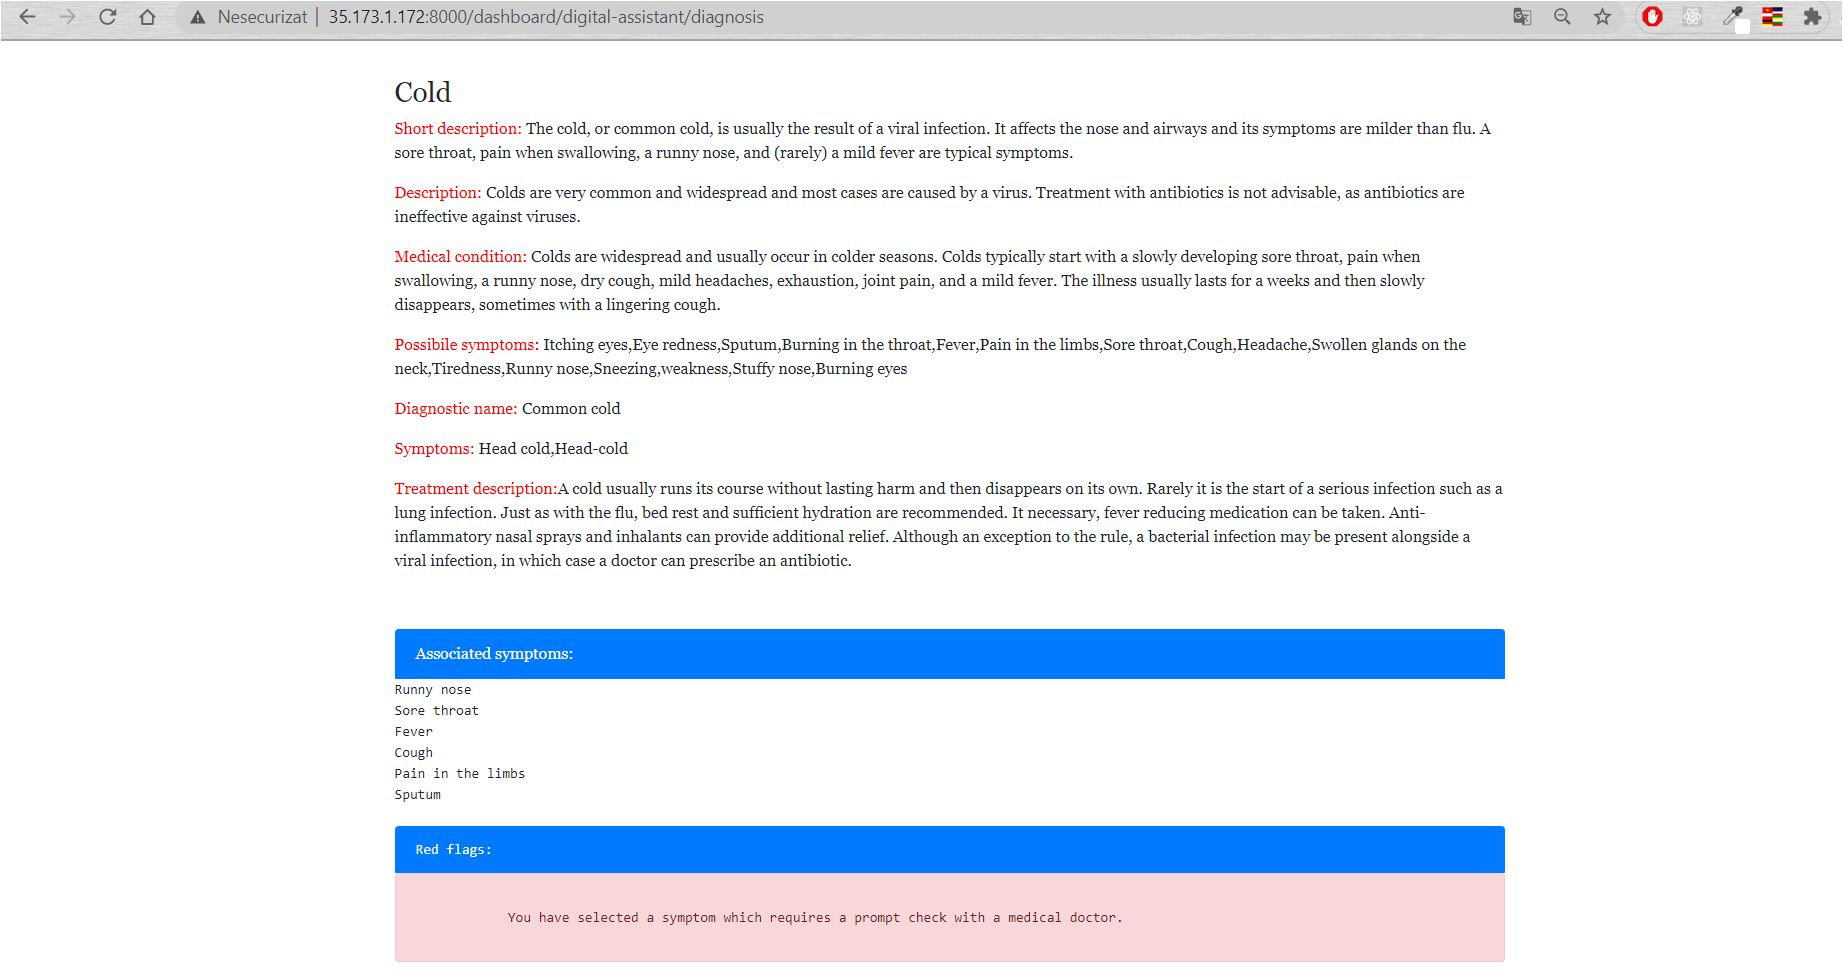 Nesecurizat | 35.173.1.172:8000/dashboard/digital-assistant/diagnosis
Cold
Short description: The cold, or common cold, is usually the result of a viral infection. It affects the nose and airways and its symptoms are milder than flu. A
sore throat, pain when swallowing, a runny nose, and (rarely) a mild fever are typical symptoms.
Description: Colds are very common and widespread and most cases are caused by a virus. Treatment with antibiotics is not advisable, as antibiotics are
ineffective against viruses.
Medical condition: Colds are widespread and usually occur in colder seasons. Colds typically start with a slowly developing sore throat, pain when
swallowing, a runny nose, dry cough, mild headaches, exhaustion, joint pain, and a mild fever. The illness usually lasts for a weeks and then slowly
disappears, sometimes with a lingering cough.
Possibile symptoms: Itching eyes,Eye redness,Sputum,Burning in the throat,Fever,Pain in the limbs,Sore throat,Cough,Headache,Swollen glands on the
neck,Tiredness,Runny nose,Sneezing,weakness,Stuffy nose,Burning eyes
Diagnostic name: Common cold
Symptoms: Head cold,Head-cold
Treatment description:A cold usually runs its course without lasting harm and then disappears on its own. Rarely it is the start of a serious infection such as a
lung infection. Just as with the flu, bed rest and sufficient hydration are recommended. It necessary, fever reducing medication can be taken. Anti-
inflammatory nasal sprays and inhalants can provide additional relief. Although an exception to the rule, a bacterial infection may be present alongside a
viral infection, in which case a doctor can prescribe an antibiotic.
Associated symptoms:
Runny nose
Sore throat
Fever
Cough
Pain in the limbs
Sputum
Red flags:
You have selected a symptom which requires a prompt check with a medical doctor.